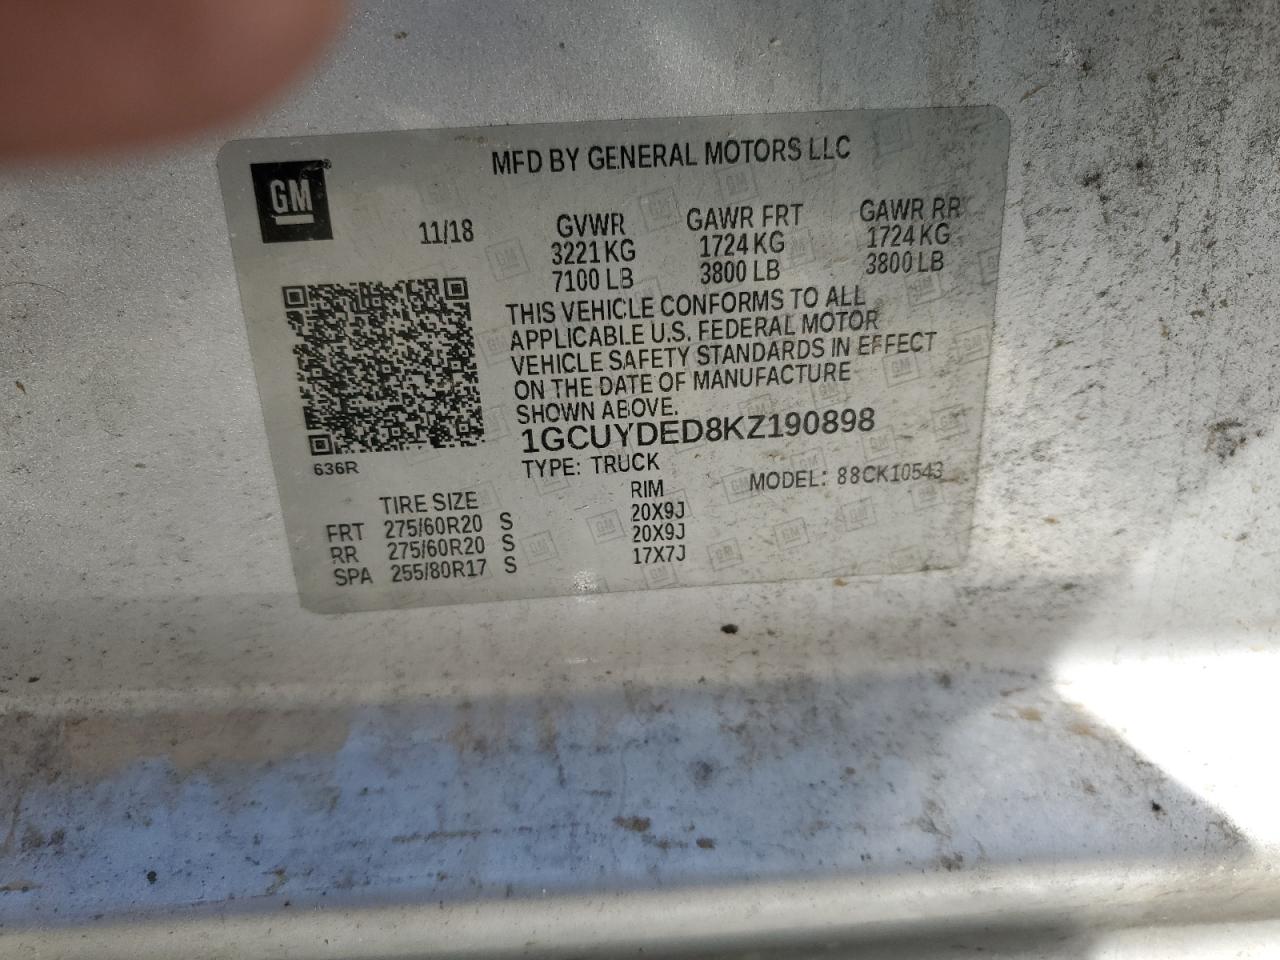 MFD BY GENERAL MOTORS LLC
GM
11/18
GVWR GAWR FRT GAWR RR
3221 KG 1724 KG 1724 KG
7100 LB 3800 LB 3800 LB
THIS VEHICLE CONFORMS TO ALL
APPLICABLE U.S. FEDERAL MOTOR
VEHICLE SAFETY STANDARDS IN EFFECT
ON THE DATE OF MANUFACTURE
SHOWN ABOVE.
1GCUYDED8KZ190898
636R
TYPE: TRUCK MODEL: 88CK10543
TIRE SIZE RIM
FRT 275/60R20 S 20X9J
RR 275/60R20 S 20X9J
SPA 255/80R17 S 17X7J